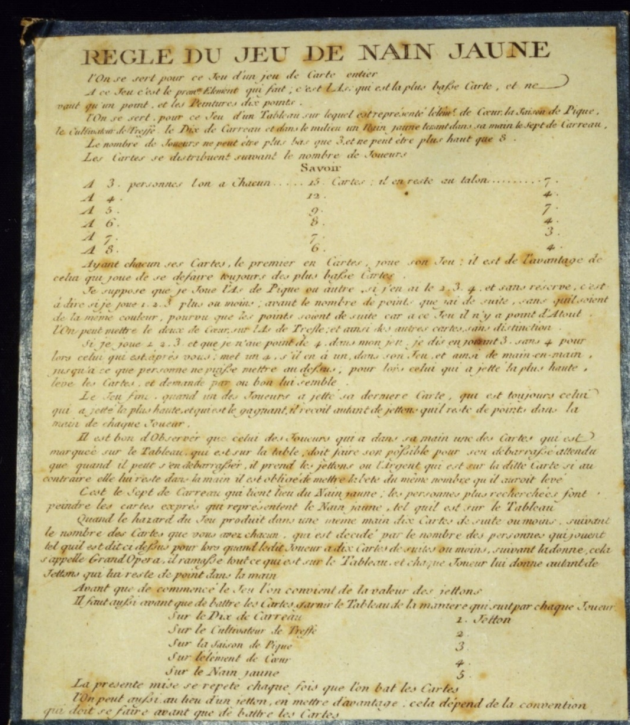 REGLE DU JEU DE NAIN JAUNE
l'On se sert pour ce Jeu d'un jeu de Carte entier
A ce Jeu c'est le prem.r Elment qui fait ; c'est l'As, qui est la plus basse Carte, et ne
vaut qu'un point, et les Peintures dix points.
l'On se sert, pour ce Jeu d'un Tableau sur lequel est representé de Cœur, la Saison de Pique,
le Cultivateur de Treffe, le Dix de Carreau et dans le milieu un Nain jaune tenant dans sa main le Sept de Carreau,
Le nombre de Joueurs ne peut être plus bas que 3. et ne peut être plus haut que 8.
Les Cartes se distribuent suivant le nombre de Joueurs
Savoir
A 3. personnes l'on a Chacun..... 15 Cartes ; il en reste au talon.......... 7.
A 4. 12. 4.
A 5. 9. 7
A 6. 8. 4.
A 7. 7. 3.
A 8. 6. 4.
Ayant chacun ses Cartes, le premier en Cartes, joue son Jeu ; il est de l'avantage de
celui qui joue de se defaire toujours des plus basse Cartes.
Je suppose que je Joue l'As de Pique ou autre, si j'en ai le 2. 3. 4. et sans reserve, c'est
à dire si je joue 1. 2. 3. plus ou moins ; avant le nombre de points que j'ai de suite, sans qu'il soient
de la même couleur, pourvu que les points soient de suite car a ce Jeu il n'y a point d'Atout
l'On peut mettre le deux de Cœur, sur l'As de Trefle, et ainsi des autres cartes, sans distinction
Si je joue 1. 2. 3. et que je n'aie point de 4. dans mon jeu, je dis en jouant 3. sans 4 pour
lors celui qui est après vous, met un 4. s'il en à un, dans son Jeu, et ainsi de main-en-main,
jusqu'a ce que personne ne puisse mettre au dessus, pour lors celui qui a jetté la plus haute,
leve les Cartes, et demande par ou bon lui semble
Le Jeu fini, quand un des Joueurs a jetté sa derniere Carte, qui est toujours celui
qui a jetté la plus haute, et qui est le gagnant, il reçoit autant de jettons qu'il reste de points dans la
main de chaque Joueur.
Il est bon d'Observer que celui des Joueurs qui a dans sa main une des Cartes qui est
marquée sur le Tableau, qui est sur la table, doit faire son possible pour son debarrassé attendu
que quand il peut s'en debarrasser, il prend les jettons ou l'Argent qui est sur la ditte Carte si au
contraire elle lui reste dans la main il est obligé de mettre la bete du même nombre qu'il auroit levé
C'est le Sept de Carreau qui tient lieu du Nain jaune, les personnes plus recherchées font
peindre les cartes exprès qui representent le Nain jaune, tel qu'il est sur le Tableau
Quand le hazard du Jeu produit dans une même main dix Cartes de suite ou moins, suivant
le nombre des Cartes que vous avez chacun, qui est decidé par le nombre des personnes qui jouent
tel qu'il est dit ci dessus pour lors quand ledit Joueur a dix Cartes de suites ou moins, suivant la donne, cela
s'appelle Grand Opera, il ramasse tout ce qui est sur le Tableau, et chaque Joueur lui donne autant de
Jettons qui lui reste de point dans la main
Avant que de commencé le Jeu l'on convient de la valeur des jettons
Il faut aussi avant que de battre les Cartes garnir le Tableau de la maniere qui suit par chaque Joueur
Sur le Dix de Carreau 1. Jetton
Sur le Cultivateur de Treffe 2
Sur la Saison de Pique 3
Sur l'élément de Cœur 4.
Sur le Nain jaune 5
La presente mise se repete chaque fois que l'on bat les Cartes
l'On peut aussi au lieu d'un jetton, en mettre d'avantage, cela dépend de la convention
qui doit se faire avant que de battre les Cartes